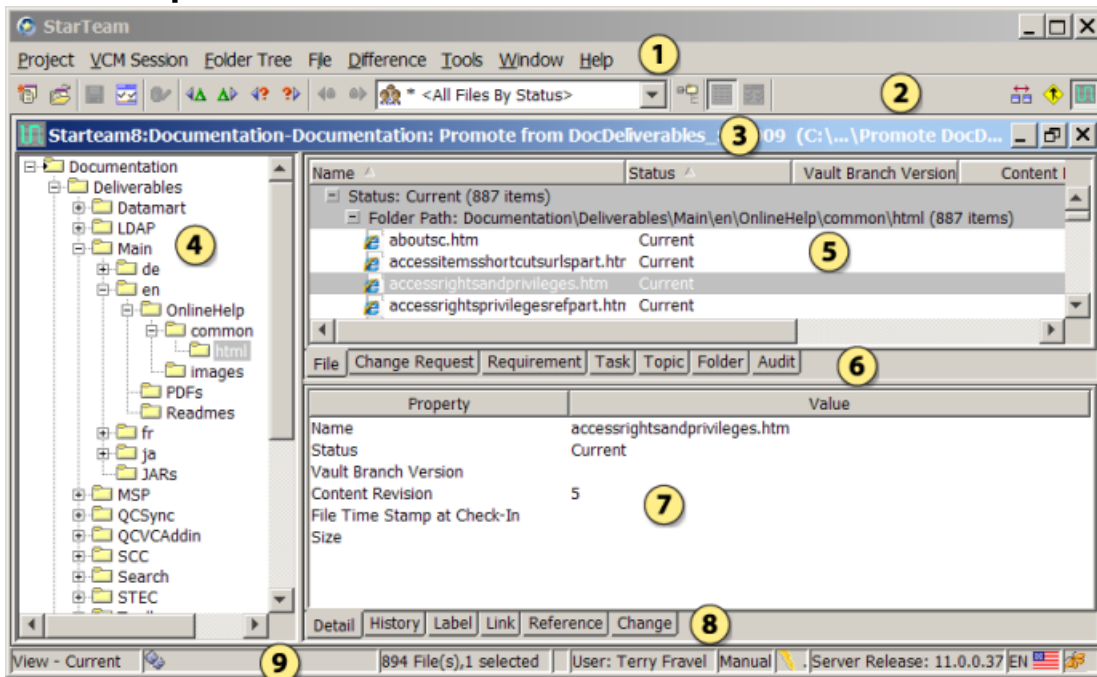 StarTeam
Project VCM Session Folder Tree File Difference Tools Window Help
1
* <All Files By Status>
2
Starteam8:Documentation-Documentation: Promote from DocDeliverables_ 09 (C:\...\Promote DocD...
3
Documentation
Deliverables
Datamart
LDAP
Main
4
de
en
OnlineHelp
common
html
images
PDFs
Readmes
fr
ja
JARs
MSP
QCSync
QCVCAddin
SCC
Search
STEC
Name Status Vault Branch Version Content
Status: Current (887 items)
Folder Path: Documentation\Deliverables\Main\en\OnlineHelp\common\html (887 items)
aboutsc.htm Current
accessitemsshortcutsurlspart.htr Current
5
accessrightsandprivileges.htm Current
accessrightsprivilegesrefpart.htn Current
File Change Request Requirement Task Topic Folder Audit
6
Property Value
Name accessrightsandprivileges.htm
Status Current
Vault Branch Version
Content Revision 5
7
File Time Stamp at Check-In
Size
Detail History Label Link Reference Change
8
View - Current
9
894 File(s),1 selected User: Terry Fravel Manual . Server Release: 11.0.0.37 EN